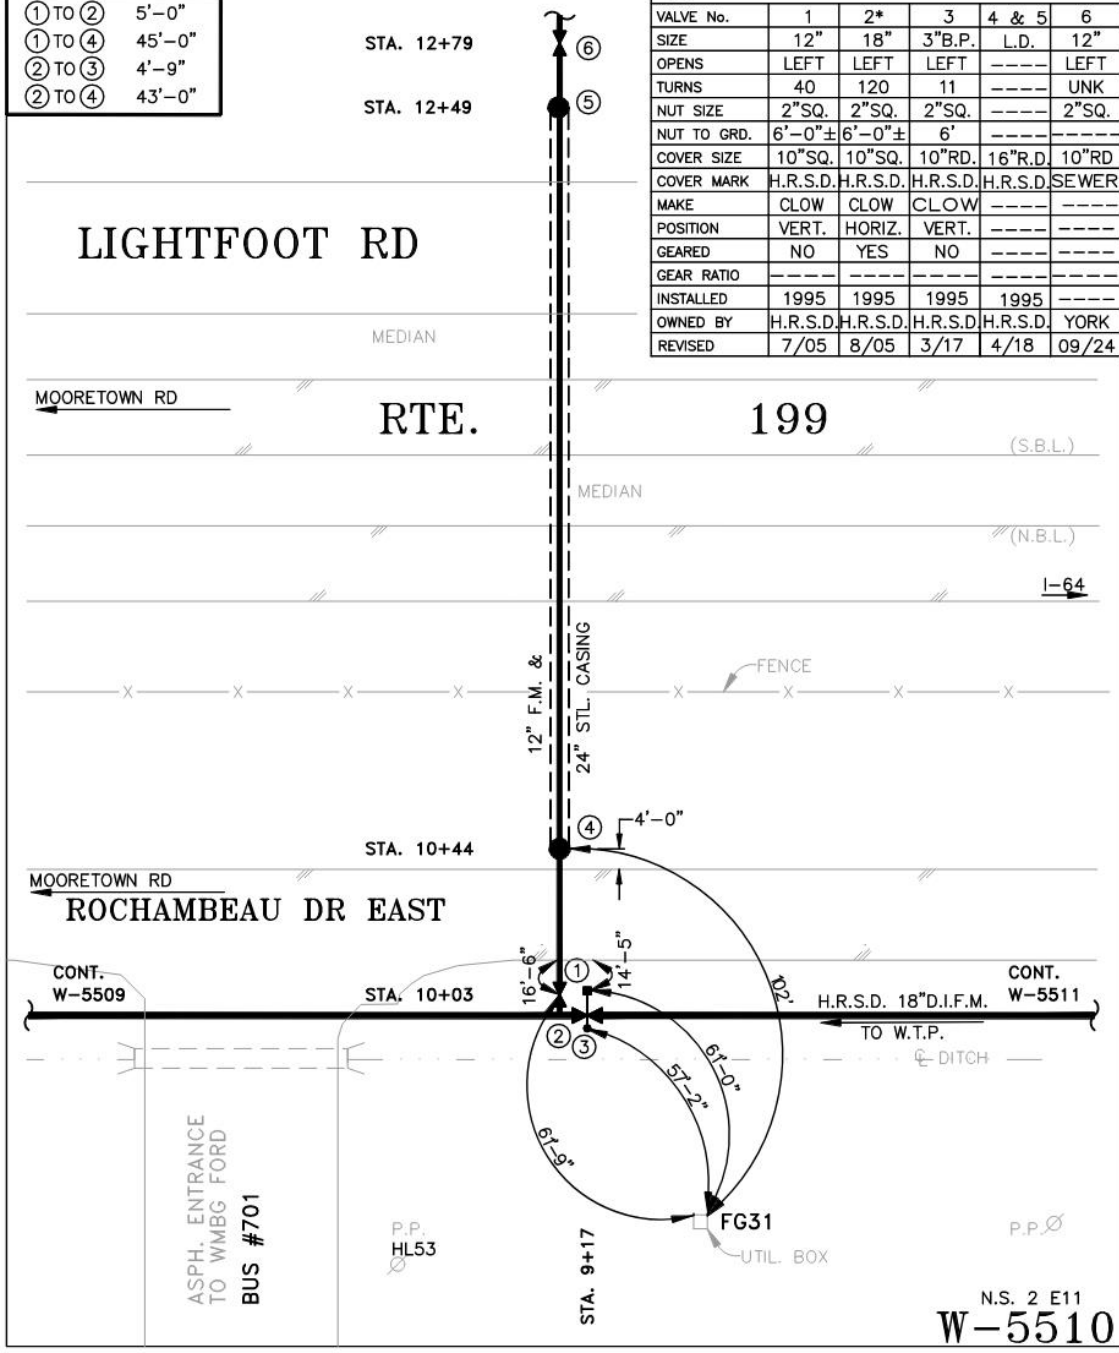 ① TO ② 5'-0"
① TO ④ 45'-0"
② TO ③ 4'-9"
② TO ④ 43'-0"
VALVE No. 1 2* 3 4 & 5 6
SIZE 12" 18" 3"B.P. L.D. 12"
OPENS LEFT LEFT LEFT ---- LEFT
TURNS 40 120 11 ---- UNK
NUT SIZE 2"SQ. 2"SQ. 2"SQ. ---- 2"SQ.
NUT TO GRD. 6'-0"± 6'-0"± 6' ---- -----
COVER SIZE 10"SQ. 10"SQ. 10"RD. 16"R.D. 10"RD
COVER MARK H.R.S.D. H.R.S.D. H.R.S.D. H.R.S.D. SEWER
MAKE CLOW CLOW CLOW ---- ----
POSITION VERT. HORIZ. VERT. ---- ----
GEARED NO YES NO ---- ----
GEAR RATIO ---- ---- ---- ---- ----
INSTALLED 1995 1995 1995 1995 ----
OWNED BY H.R.S.D. H.R.S.D. H.R.S.D. H.R.S.D. YORK
REVISED 7/05 8/05 3/17 4/18 09/24
STA. 12+79 ⑥
STA. 12+49 ⑤
LIGHTFOOT RD
MEDIAN
MOORETOWN RD
RTE. 199
(S.B.L.)
MEDIAN
(N.B.L.)
I-64
FENCE
12" F.M. &
24" STL. CASING
④ 4'-0"
STA. 10+44
MOORETOWN RD
ROCHAMBEAU DR EAST
16'-6" ① 14'-5"
102'
CONT.
W-5509
STA. 10+03
H.R.S.D. 18"D.I.F.M.
TO W.T.P.
CONT.
W-5511
② ③
℄ DITCH
61'-0"
57'-2"
61'-9"
ASPH. ENTRANCE
TO WMBG FORD
BUS #701
P.P.
HL53
STA. 9+17
FG31
UTIL. BOX
P.P.
N.S. 2 E11
W-5510